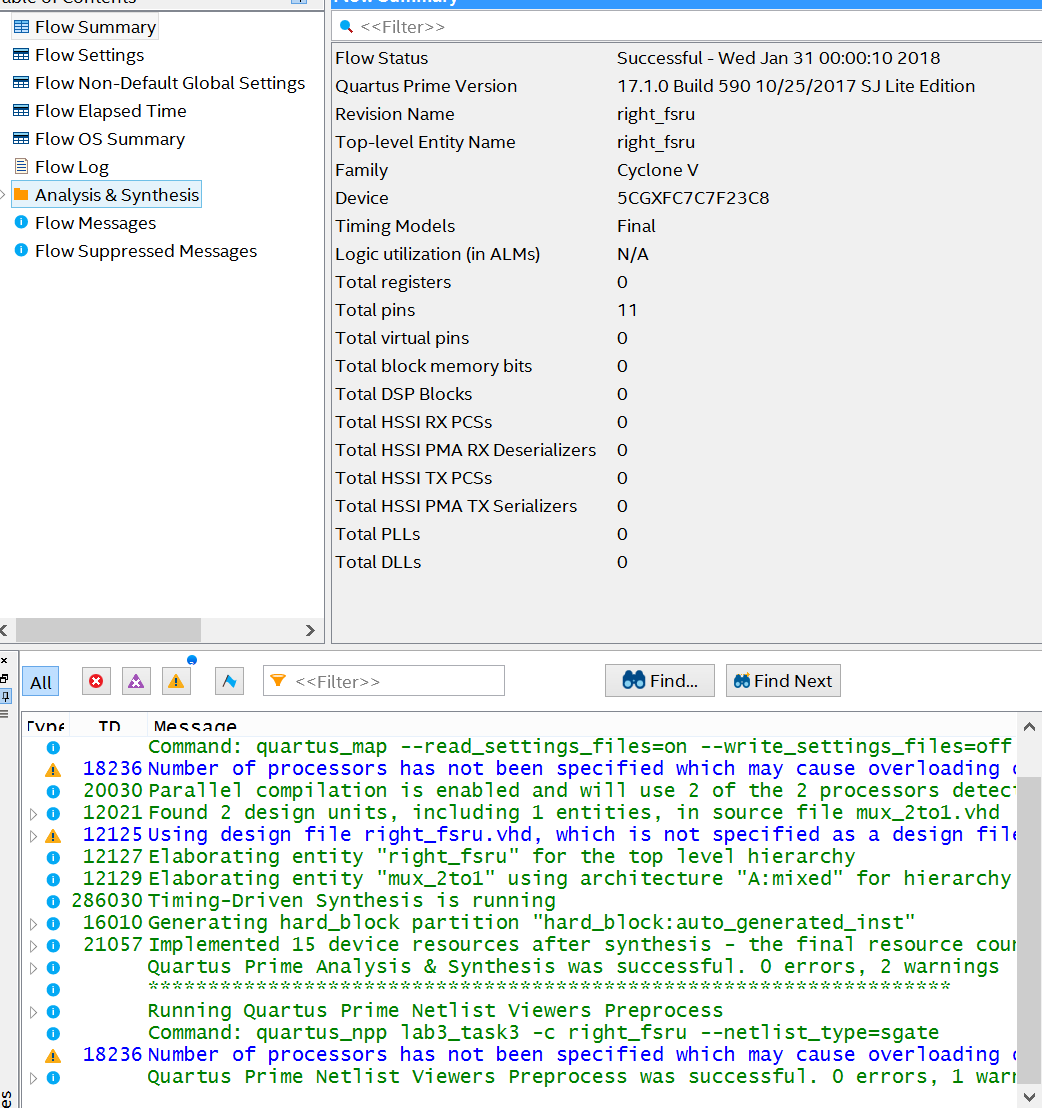 Table of Contents
Flow Summary
Flow Settings
Flow Non-Default Global Settings
Flow Elapsed Time
Flow OS Summary
Flow Log
Analysis & Synthesis
Flow Messages
Flow Suppressed Messages
Flow Summary
<<Filter>>
Flow Status Successful - Wed Jan 31 00:00:10 2018
Quartus Prime Version 17.1.0 Build 590 10/25/2017 SJ Lite Edition
Revision Name right_fsru
Top-level Entity Name right_fsru
Family Cyclone V
Device 5CGXFC7C7F23C8
Timing Models Final
Logic utilization (in ALMs) N/A
Total registers 0
Total pins 11
Total virtual pins 0
Total block memory bits 0
Total DSP Blocks 0
Total HSSI RX PCSs 0
Total HSSI PMA RX Deserializers 0
Total HSSI TX PCSs 0
Total HSSI PMA TX Serializers 0
Total PLLs 0
Total DLLs 0
All <<Filter>> Find... Find Next
Type ID Message
Command: quartus_map --read_settings_files=on --write_settings_files=off
18236 Number of processors has not been specified which may cause overloading
20030 Parallel compilation is enabled and will use 2 of the 2 processors detec
12021 Found 2 design units, including 1 entities, in source file mux_2to1.vhd
12125 Using design file right_fsru.vhd, which is not specified as a design file
12127 Elaborating entity "right_fsru" for the top level hierarchy
12129 Elaborating entity "mux_2to1" using architecture "A:mixed" for hierarchy
286030 Timing-Driven Synthesis is running
16010 Generating hard_block partition "hard_block:auto_generated_inst"
21057 Implemented 15 device resources after synthesis - the final resource coun
Quartus Prime Analysis & Synthesis was successful. 0 errors, 2 warnings
*******************************************************************
Running Quartus Prime Netlist Viewers Preprocess
Command: quartus_npp lab3_task3 -c right_fsru --netlist_type=sgate
18236 Number of processors has not been specified which may cause overloading
Quartus Prime Netlist Viewers Preprocess was successful. 0 errors, 1 warn